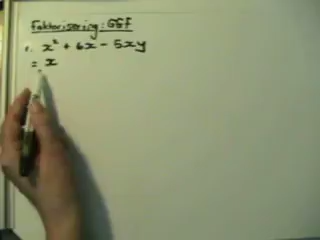 Faktorisering: GGF
1. x² + 6x - 5xy
= x